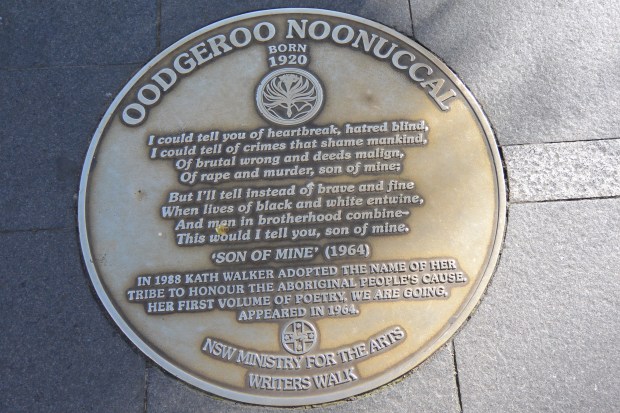 OODGEROO NOONUCCAL
BORN
1920
I could tell you of heartbreak, hatred blind,
I could tell of crimes that shame mankind,
Of brutal wrong and deeds malign,
Of rape and murder, son of mine;
But I'll tell instead of brave and fine
When lives of black and white entwine,
And men in brotherhood combine-
This would I tell you, son of mine.
'SON OF MINE' (1964)
IN 1988 KATH WALKER ADOPTED THE NAME OF HER
TRIBE TO HONOUR THE ABORIGINAL PEOPLE'S CAUSE.
HER FIRST VOLUME OF POETRY, WE ARE GOING,
APPEARED IN 1964.
NSW MINISTRY FOR THE ARTS
WRITERS WALK